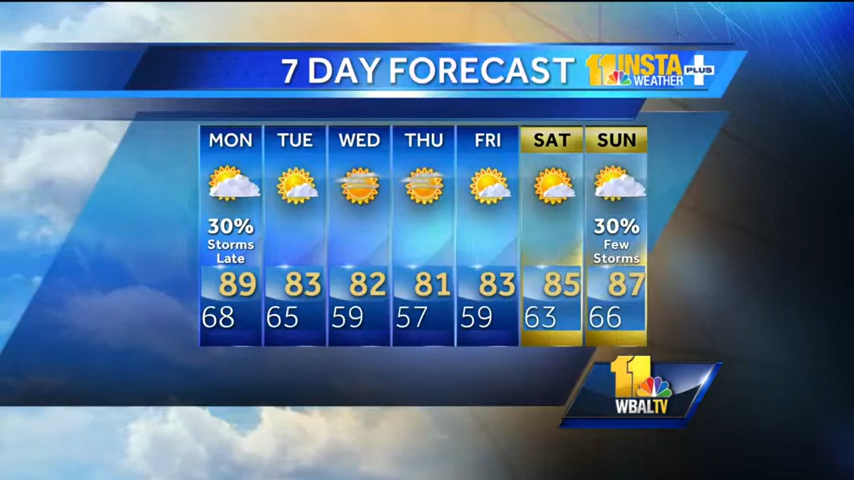 7 DAY FORECAST
11 INSTA
WEATHER
PLUS
MON TUE WED THU FRI SAT SUN
30% 30%
Storms Few
Late Storms
89 83 82 81 83 85 87
68 65 59 57 59 63 66
11
WBALTV